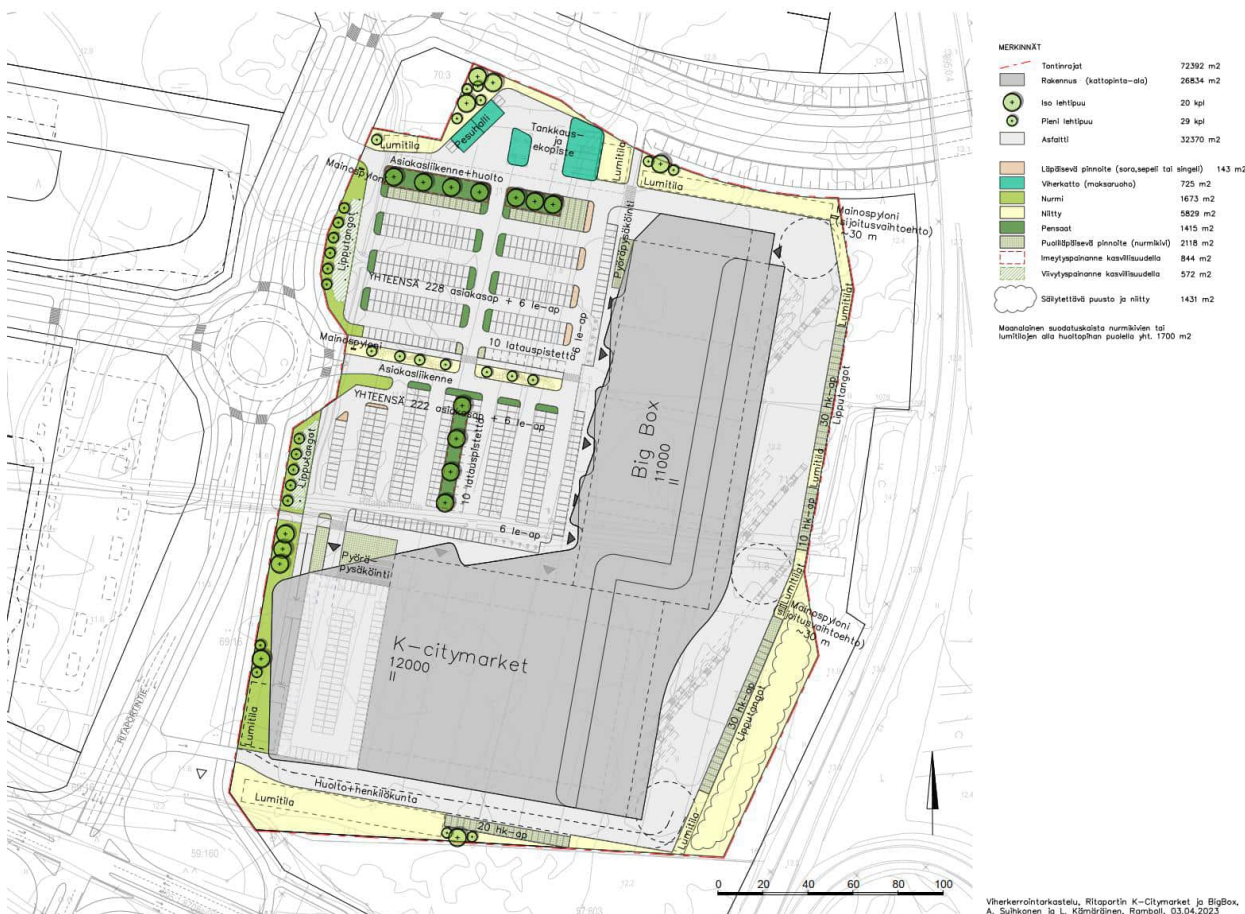 MERKINNÄT
Tontinrajat 72392 m2
Rakennus (kattopinta-ala) 26834 m2
Iso lehtipuu 20 kpl
Pieni lehtipuu 29 kpl
Asfaltti 32370 m2
Läpäisevä pinnoite (sora,sepeli tai singeli) 143 m2
Viherkatto (maksaruoho) 725 m2
Nurmi 1673 m2
Niitty 5829 m2
Pensaat 1415 m2
Puoliläpäisevä pinnoite (nurmikivi) 2118 m2
Imeytyspainanne kasvillisuudella 844 m2
Viivytyspainanne kasvillisuudella 572 m2
Säilytettävä puusto ja niitty 1431 m2
Maanalainen suodatuskaista nurmikivien tai
lumitilojen alla huoltopihan puolella yht. 1700 m2
70:3
Lumitila
Pesuhalli
Tankkaus-
ja
ekopiste
Lumitila
Lumitila
Mainospyloni
Asiakasliikenne+huolto
Mainospyloni
(sijoitusvaihtoehto)
~30 m
Lipputangot
Pyöräpysäköinti
YHTEENSÄ 228 asiakasap + 6 le-ap
6 le-ap
10 latauspistettä
Lumitilat
Mainospyloni
Asiakasliikenne
YHTEENSÄ 222 asiakasap + 6 le-ap
Lipputangot
10 latauspistettä
6 le-ap
Big Box
11000
II
30 hk-ap
Lipputangot
Lumitila
10 hk-ap
Lumitilat
Pyörä-
pysäköinti
Mainospyloni
~30 m
K-citymarket
12000
II
30 hk-ap
Lipputangot
Lumitila
RITAPORTINTIE
Huolto+henkilökunta
Lumitila
20 hk-ap
Lumitila
59:160
0 20 40 60 80 100
Viherkerrointarkastelu, Ritaportin K-Citymarket ja BigBox,
A. Suihkonen ja L. Kämäräinen, Ramboll, 03.04.2023